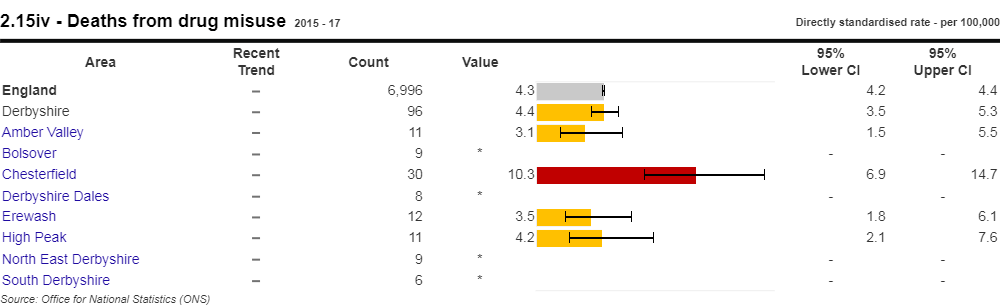 2.15iv - Deaths from drug misuse 2015 - 17 Directly standardised rate - per 100,000
Area Recent Trend Count Value 95% Lower CI 95% Upper CI
England – 6,996 4.3 4.2 4.4
Derbyshire – 96 4.4 3.5 5.3
Amber Valley – 11 3.1 1.5 5.5
Bolsover – 9 * - -
Chesterfield – 30 10.3 6.9 14.7
Derbyshire Dales – 8 * - -
Erewash – 12 3.5 1.8 6.1
High Peak – 11 4.2 2.1 7.6
North East Derbyshire – 9 * - -
South Derbyshire – 6 * - -
Source: Office for National Statistics (ONS)